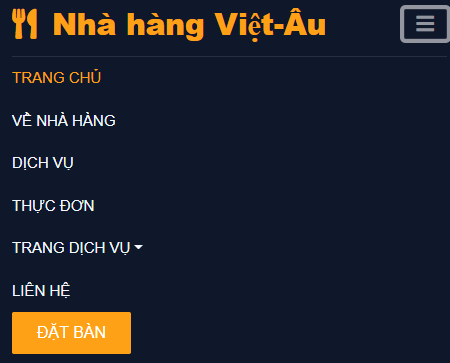 Nhà hàng Việt-Âu
TRANG CHỦ
VỀ NHÀ HÀNG
DỊCH VỤ
THỰC ĐƠN
TRANG DỊCH VỤ
LIÊN HỆ
ĐẶT BÀN